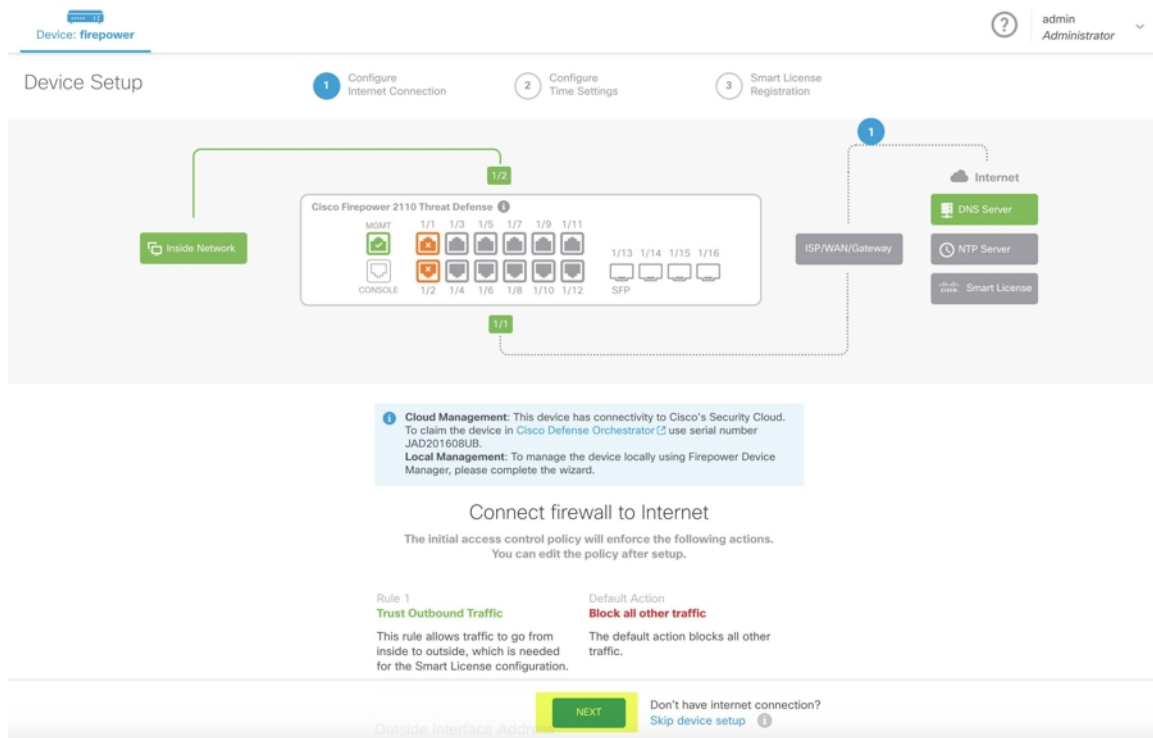 Device: firepower
?
admin
Administrator
Device Setup
1
Configure
Internet Connection
2
Configure
Time Settings
3
Smart License
Registration
1
1/2
Internet
Cisco Firepower 2110 Threat Defense
MGMT 1/1 1/3 1/5 1/7 1/9 1/11
DNS Server
Inside Network
1/13 1/14 1/15 1/16
ISP/WAN/Gateway
NTP Server
CONSOLE 1/2 1/4 1/6 1/8 1/10 1/12
SFP
CISCO Smart License
1/1
Cloud Management: This device has connectivity to Cisco's Security Cloud.
To claim the device in Cisco Defense Orchestrator use serial number
JAD201608UB.
Local Management: To manage the device locally using Firepower Device
Manager, please complete the wizard.
Connect firewall to Internet
The initial access control policy will enforce the following actions.
You can edit the policy after setup.
Rule 1
Trust Outbound Traffic
This rule allows traffic to go from
inside to outside, which is needed
for the Smart License configuration.
Default Action
Block all other traffic
The default action blocks all other
traffic.
NEXT
Don't have internet connection?
Skip device setup
Outside Interface Address